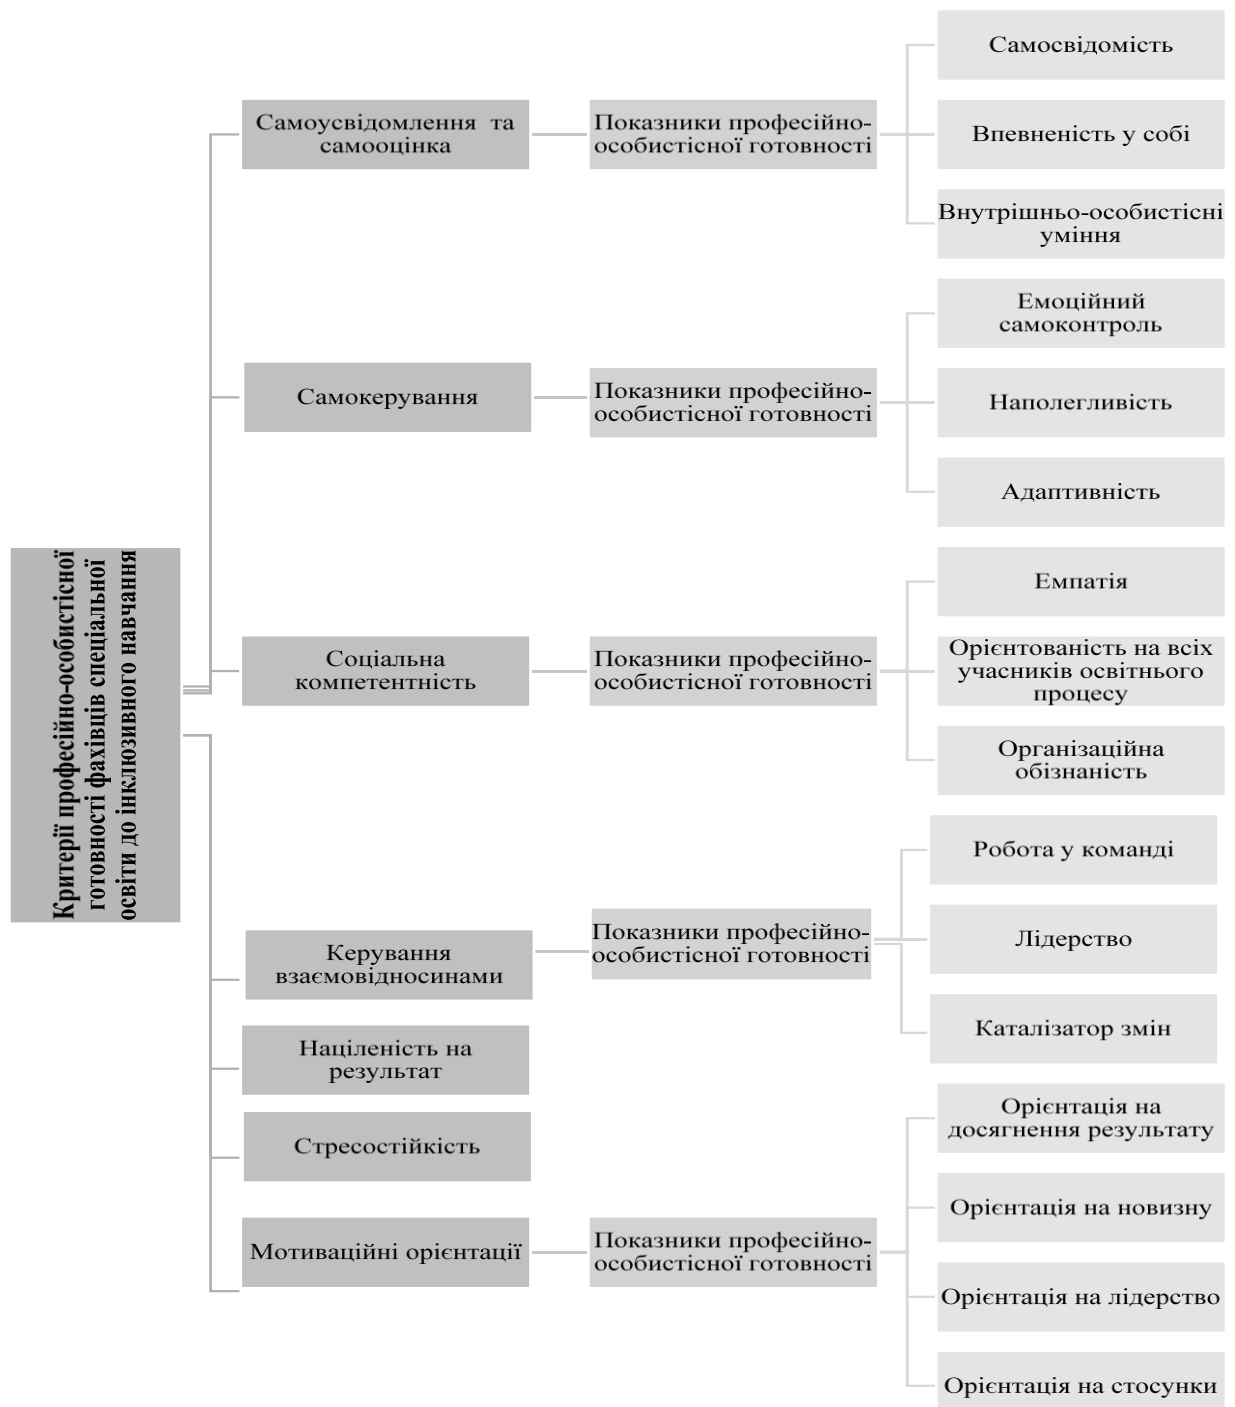 Критерії професійно-особистісної
готовності фахівців спеціальної
освіти до інклюзивного навчання
Самоусвідомлення та
самооцінка
Показники професійно-
особистісної готовності
Самосвідомість
Впевненість у собі
Внутрішньо-особистісні
уміння
Самокерування
Показники професійно-
особистісної готовності
Емоційний
самоконтроль
Наполегливість
Адаптивність
Соціальна
компетентність
Показники професійно-
особистісної готовності
Емпатія
Орієнтованість на всіх
учасників освітнього
процесу
Організаційна
обізнаність
Керування
взаємовідносинами
Показники професійно-
особистісної готовності
Робота у команді
Лідерство
Каталізатор змін
Націленість на
результат
Стресостійкість
Мотиваційні орієнтації
Показники професійно-
особистісної готовності
Орієнтація на
досягнення результату
Орієнтація на новизну
Орієнтація на лідерство
Орієнтація на стосунки